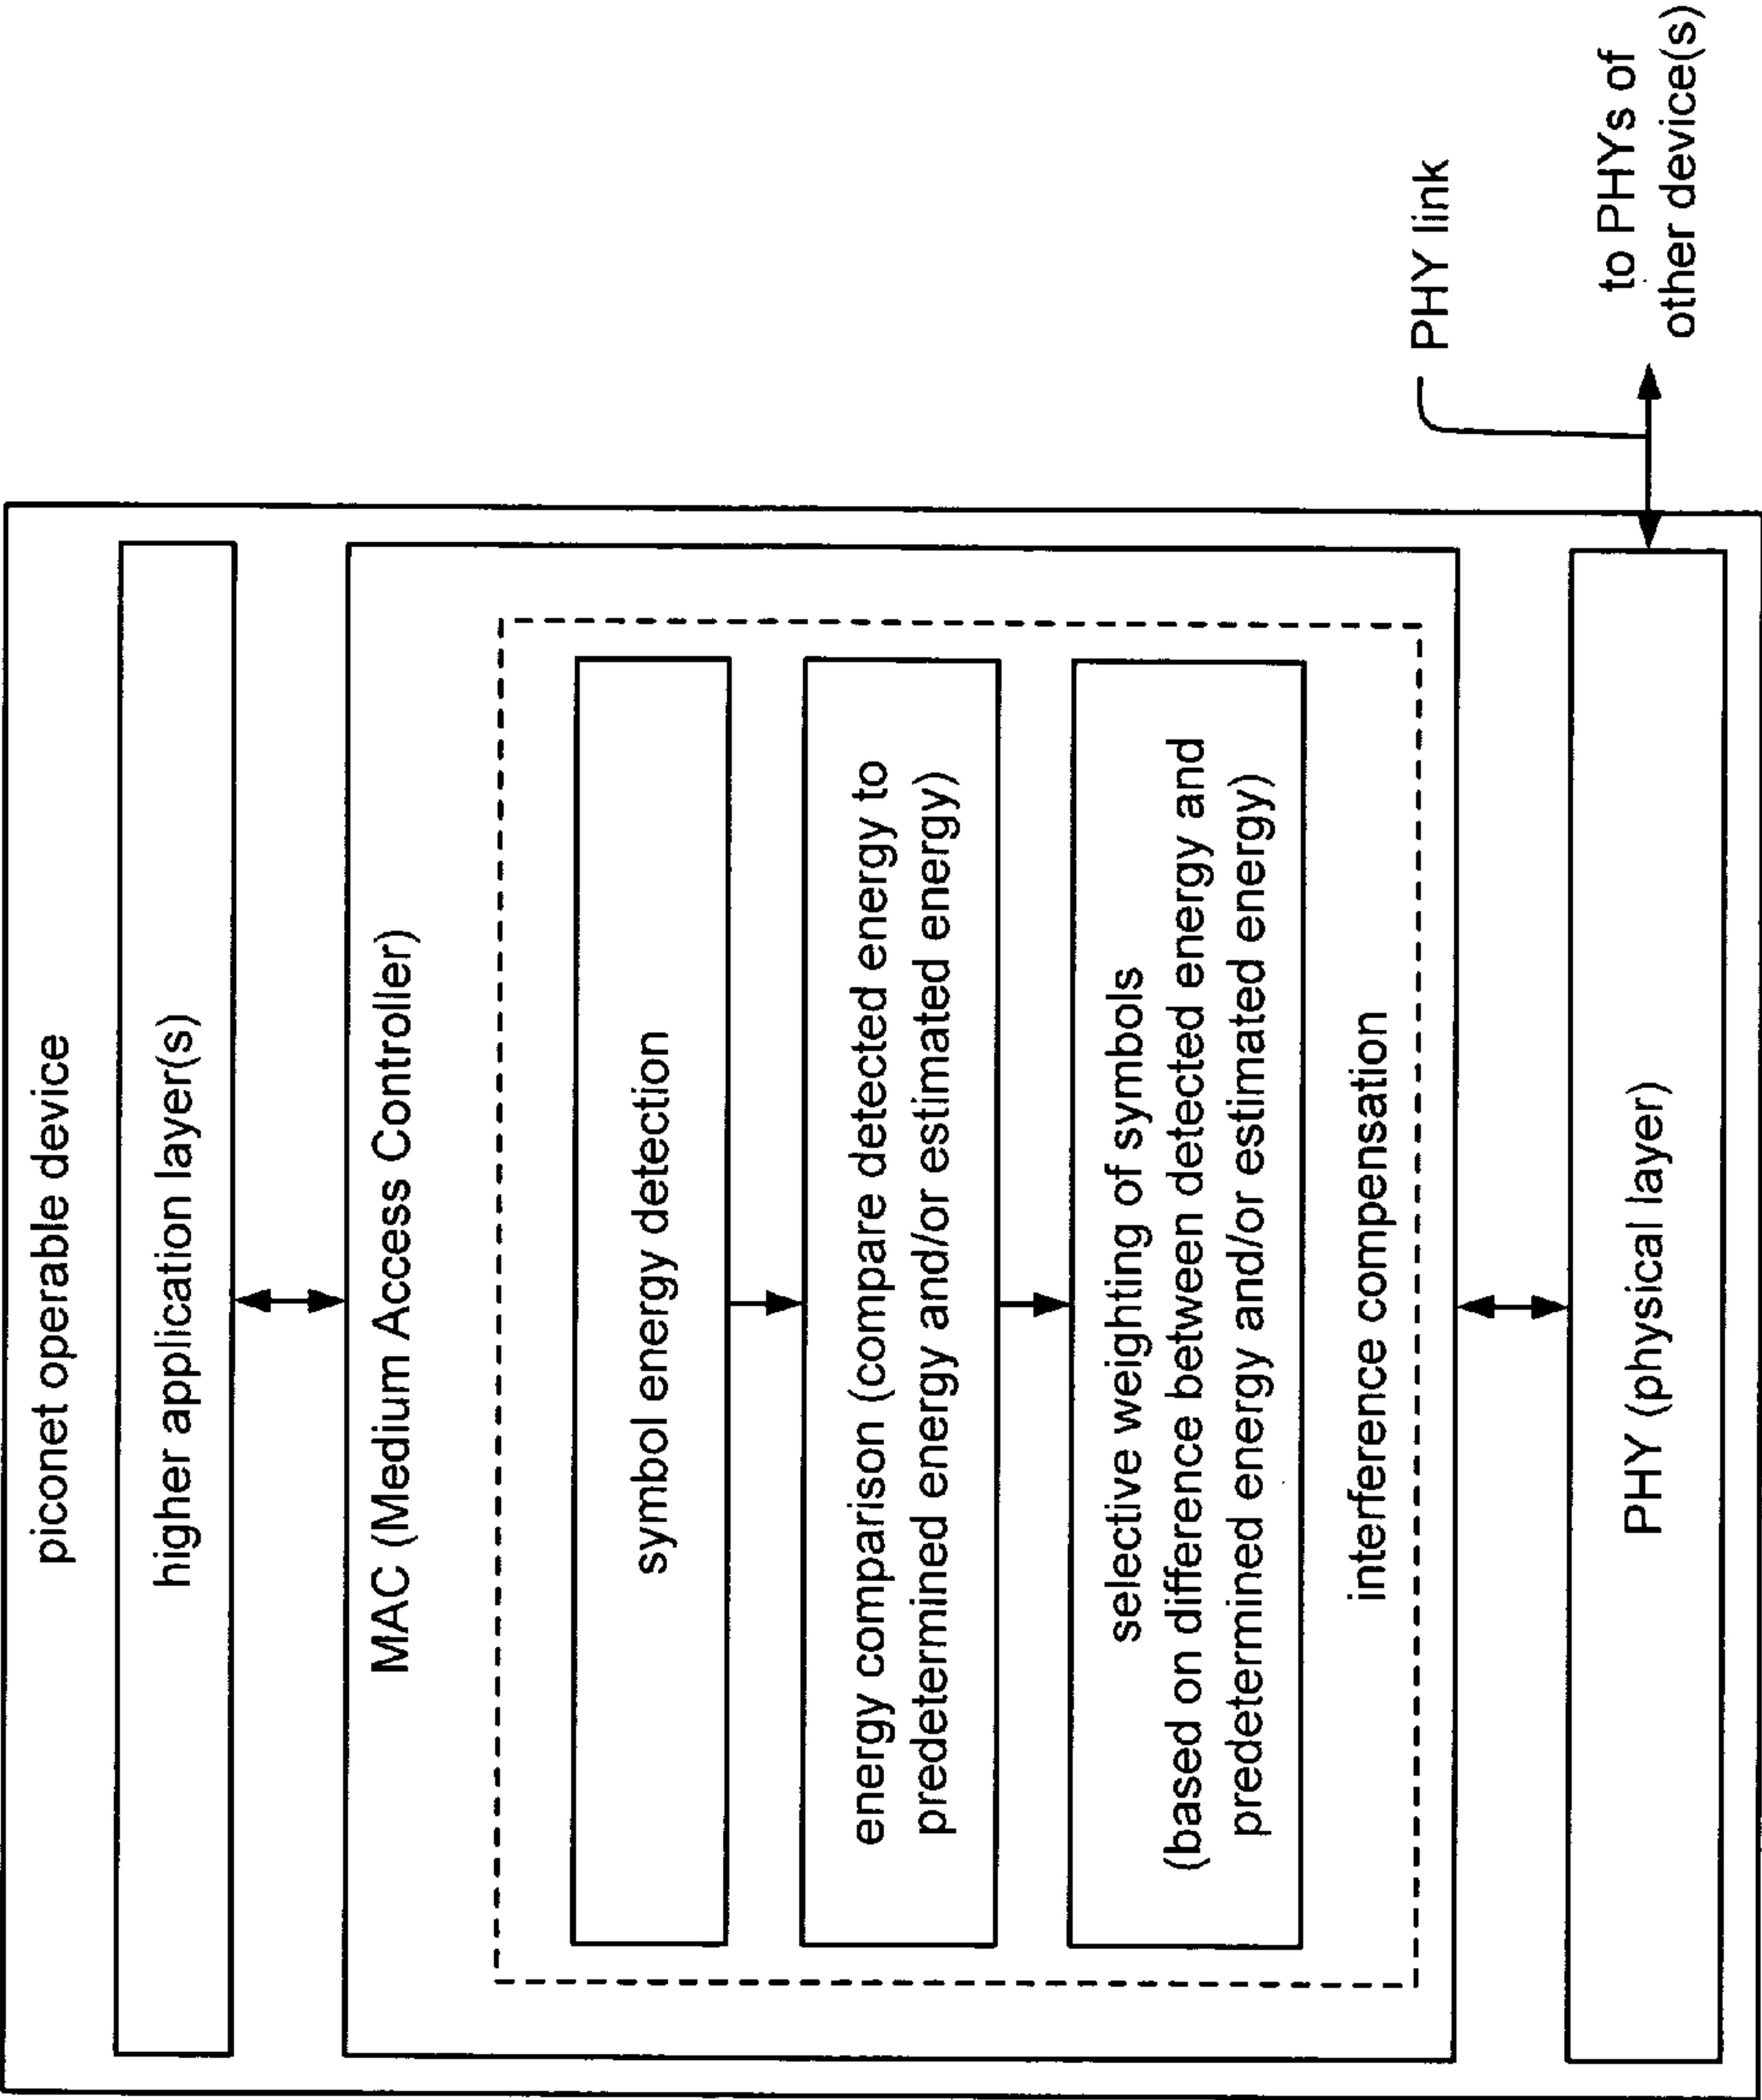 piconet operable device
higher application layer(s)
MAC (Medium Access Controller)
symbol energy detection
energy comparison (compare detected energy to
predetermined energy and/or estimated energy)
selective weighting of symbols
(based on difference between detected energy and
predetermined energy and/or estimated energy)
interference compensation
PHY (physical layer)
PHY link
to PHYs of
other device(s)